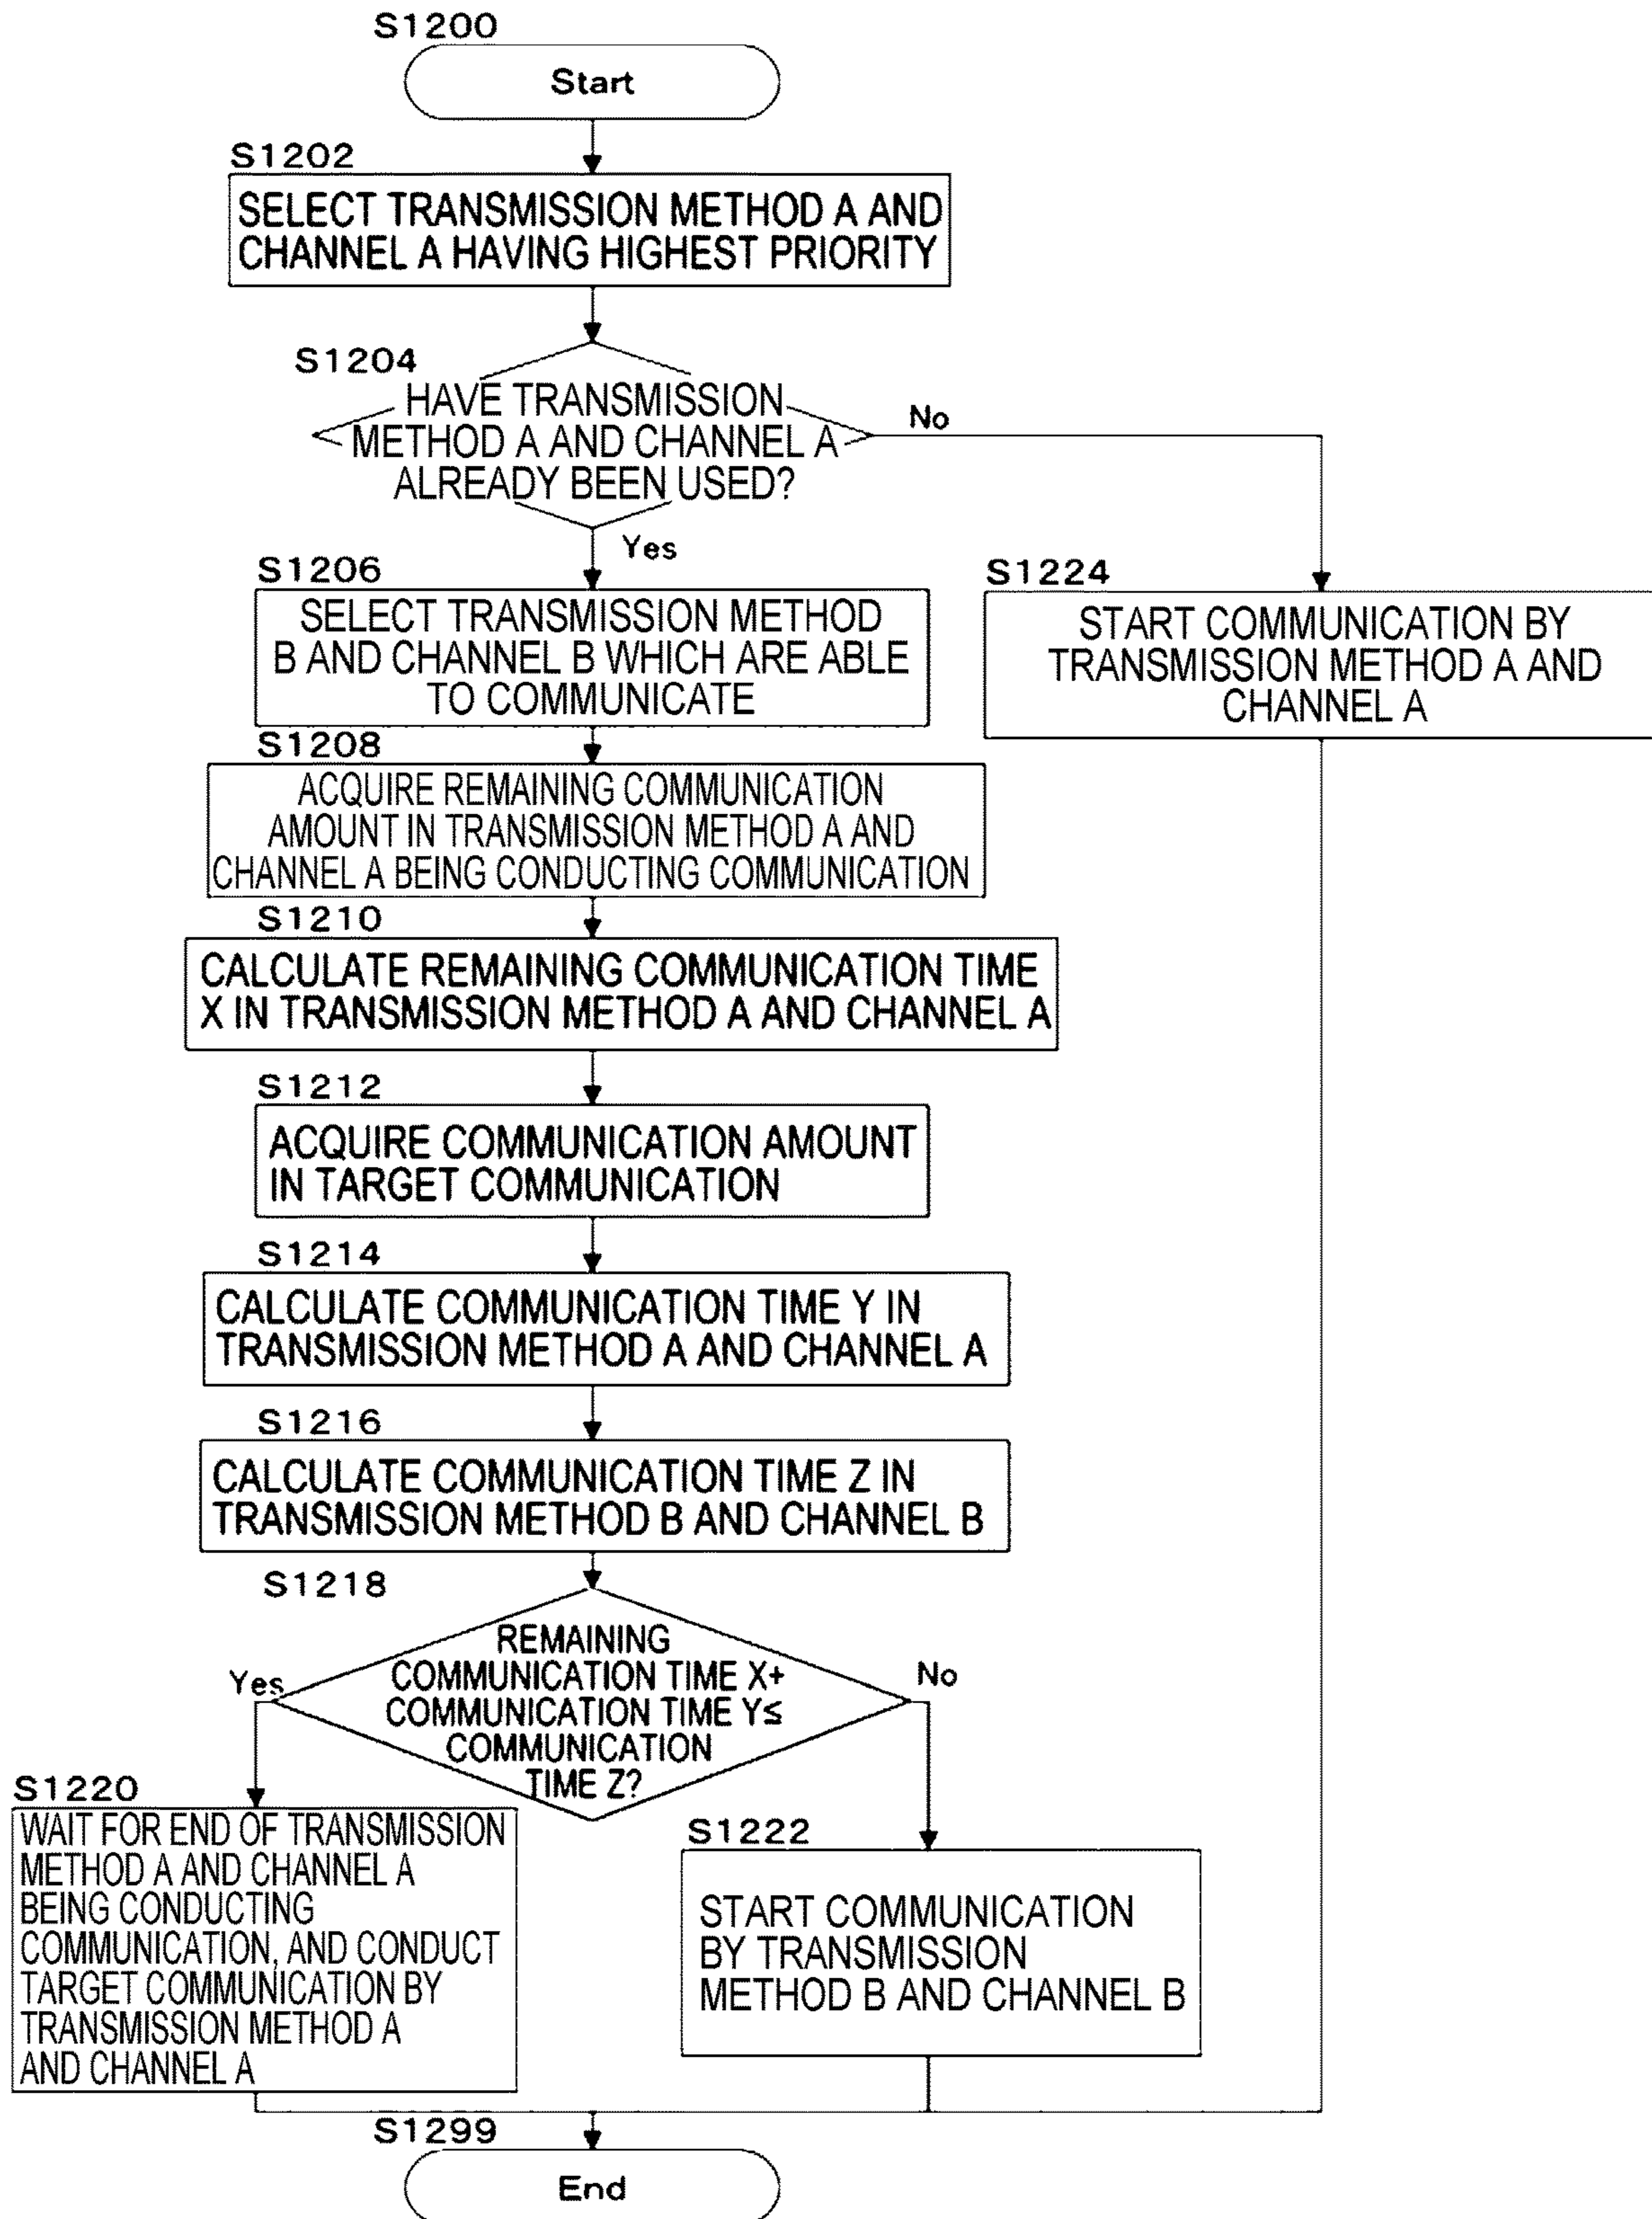 S1200
Start
S1202
SELECT TRANSMISSION METHOD A AND
CHANNEL A HAVING HIGHEST PRIORITY
S1204
HAVE TRANSMISSION
METHOD A AND CHANNEL A
ALREADY BEEN USED?
No
Yes
S1206
SELECT TRANSMISSION METHOD
B AND CHANNEL B WHICH ARE ABLE
TO COMMUNICATE
S1224
START COMMUNICATION BY
TRANSMISSION METHOD A AND
CHANNEL A
S1208
ACQUIRE REMAINING COMMUNICATION
AMOUNT IN TRANSMISSION METHOD A AND
CHANNEL A BEING CONDUCTING COMMUNICATION
S1210
CALCULATE REMAINING COMMUNICATION TIME
X IN TRANSMISSION METHOD A AND CHANNEL A
S1212
ACQUIRE COMMUNICATION AMOUNT
IN TARGET COMMUNICATION
S1214
CALCULATE COMMUNICATION TIME Y IN
TRANSMISSION METHOD A AND CHANNEL A
S1216
CALCULATE COMMUNICATION TIME Z IN
TRANSMISSION METHOD B AND CHANNEL B
S1218
REMAINING
COMMUNICATION TIME X+
COMMUNICATION TIME Y≤
COMMUNICATION
TIME Z?
Yes
No
S1220
WAIT FOR END OF TRANSMISSION
METHOD A AND CHANNEL A
BEING CONDUCTING
COMMUNICATION, AND CONDUCT
TARGET COMMUNICATION BY
TRANSMISSION METHOD A
AND CHANNEL A
S1222
START COMMUNICATION
BY TRANSMISSION
METHOD B AND CHANNEL B
S1299
End